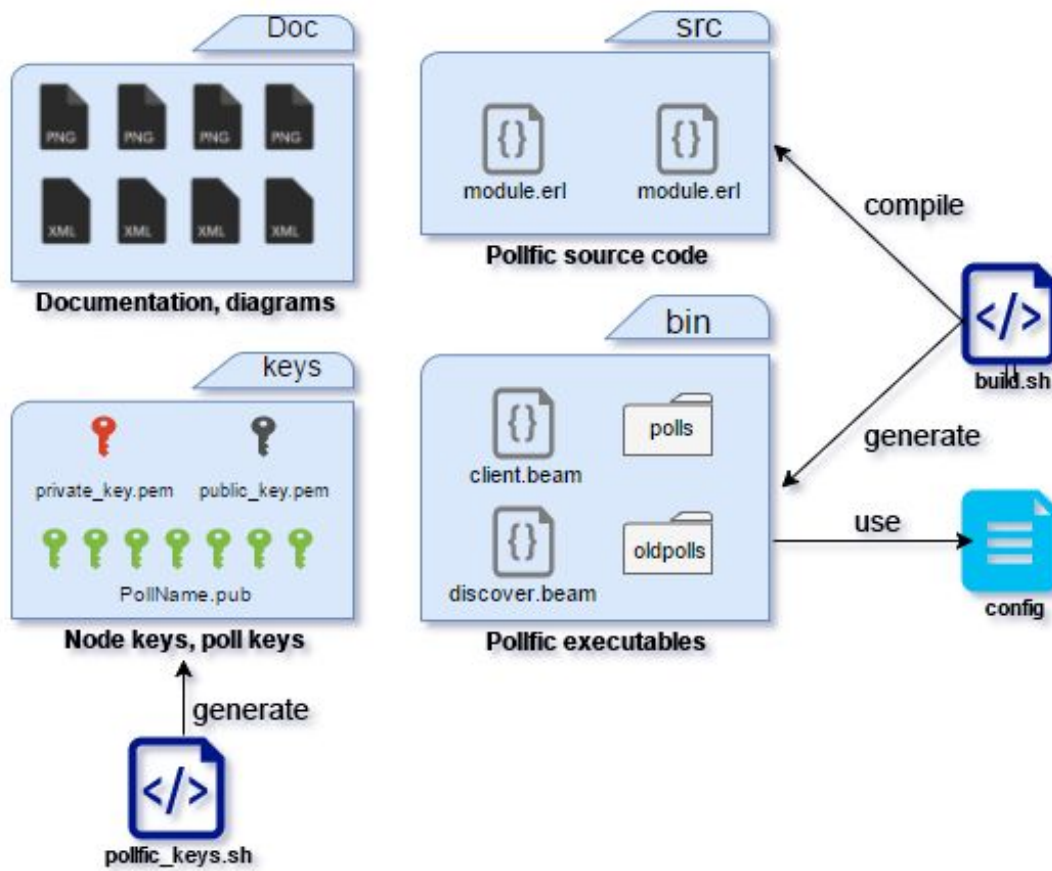 Doc
PNG PNG PNG PNG
XML XML XML XML
Documentation, diagrams
src
module.erl module.erl
Pollfic source code
compile
build.sh
generate
bin
client.beam
polls
discover.beam
oldpolls
Pollfic executables
use
config
keys
private_key.pem public_key.pem
PollName.pub
Node keys, poll keys
generate
pollfic_keys.sh